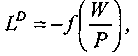 L^D = -f(W/P),